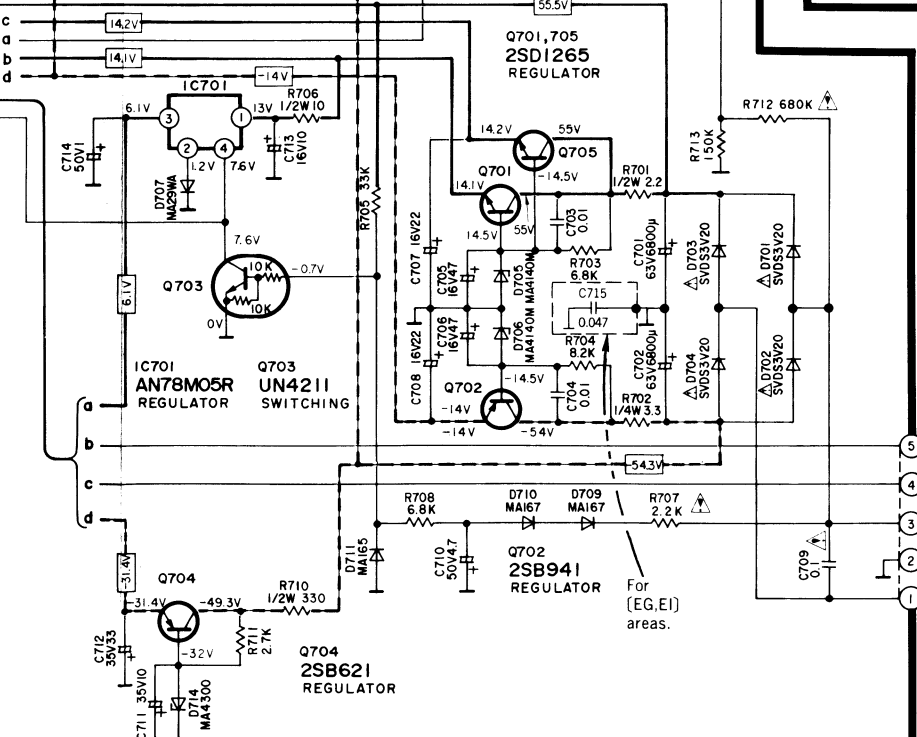 55.5V
c 14.2V
a
b 14.1V
d -14V
Q701,705
2SD1265
REGULATOR
IC701
R706
1/2W 10
6.1V
3
1
13V
2
4
1.2V
7.6V
C714
50V1
+
C713
16V10
+
D707
MA29WA
R705 33K
14.2V
55V
Q705
-14.5V
Q701
14.1V
55V
14.5V
R701
1/2W 2.2
R712 680K
R713
150K
7.6V
10K
-0.7V
Q703
10K
0V
6.1V
C707 16V22
+
C705
16V47
+
D705
MA4140M
C703
0.01
R703
6.8K
C701
63V6800μ
+
D703
SVDS3V20
D701
SVDS3V20
C715
0.047
C708 16V22
+
C706
16V47
+
D706
MA4140M
R704
8.2K
C702
63V6800μ
+
D704
SVDS3V20
D702
SVDS3V20
IC701
AN78M05R
REGULATOR
Q703
UN4211
SWITCHING
Q702
-14.5V
-14V
-14V
-54V
C704
0.01
R702
1/4W 3.3
a
b
5
-54.3V
c
4
d
3
R708
6.8K
D710
MA167
D709
MA167
R707
2.2K
D711
MA165
C710
50V4.7
+
Q702
2SB941
REGULATOR
C709
0.1
2
1
For
[EG,EI]
areas.
-31.4V
Q704
-31.4V
-49.3V
R710
1/2W 330
C712
35V33
+
R711
2.7K
-32V
Q704
2SB621
REGULATOR
C711 35V10
+
D714
MA4300